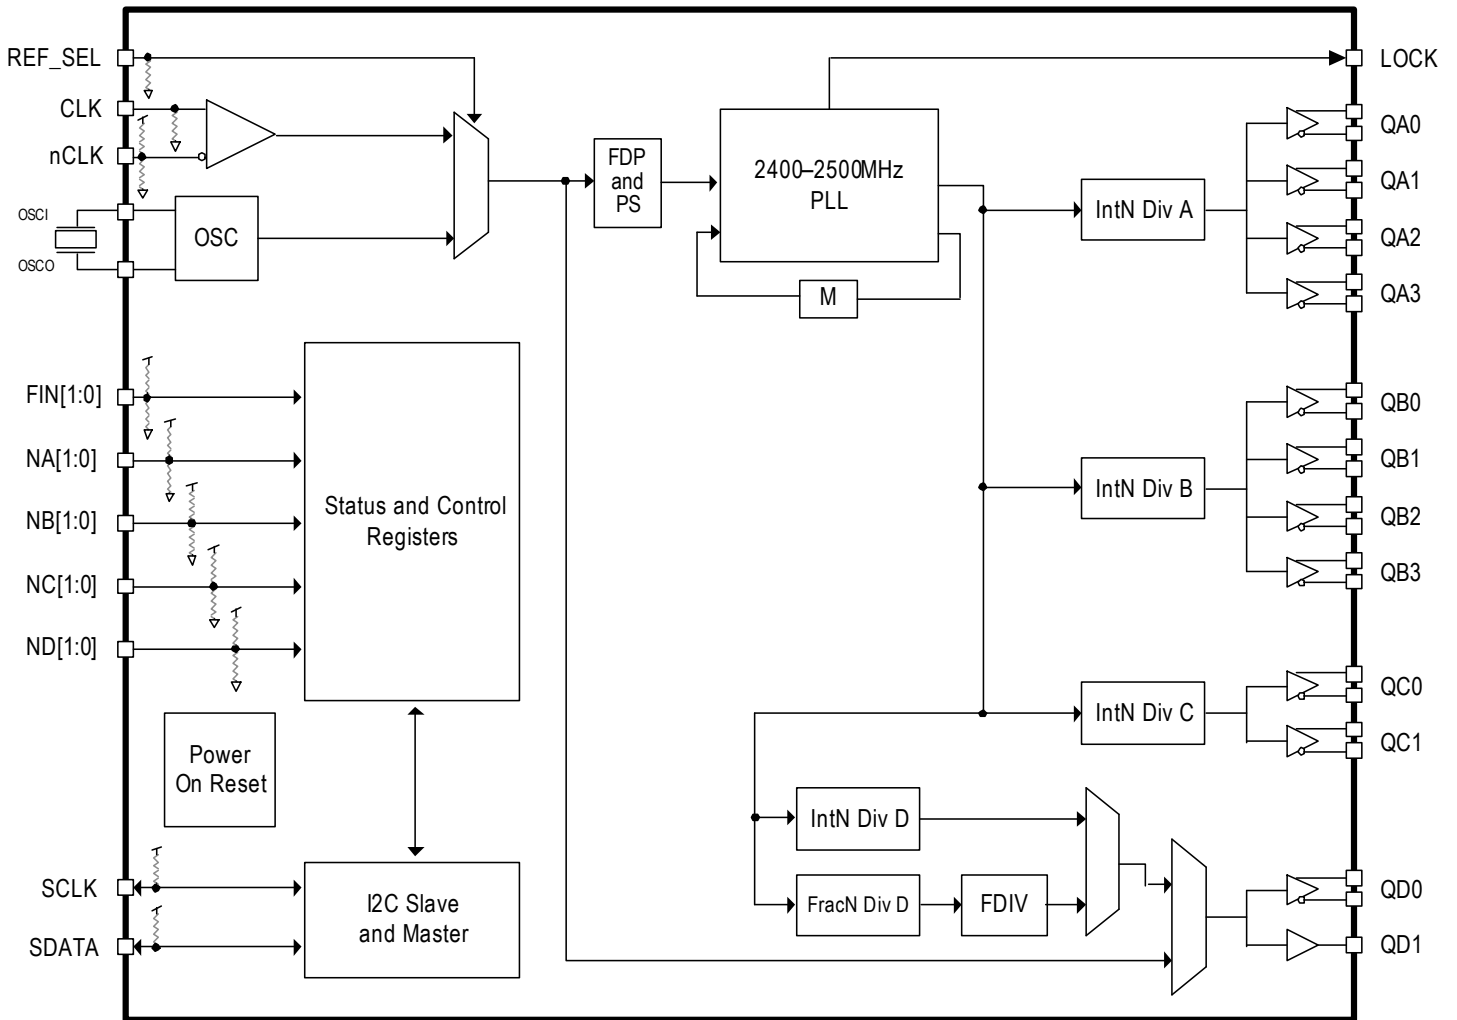 REF_SEL
CLK
nCLK
OSCI
OSCO
OSC
FDP
and
PS
2400–2500MHz
PLL
M
LOCK
IntN Div A
QA0
QA1
QA2
QA3
FIN[1:0]
NA[1:0]
NB[1:0]
NC[1:0]
ND[1:0]
Status and Control
Registers
IntN Div B
QB0
QB1
QB2
QB3
IntN Div C
QC0
QC1
Power
On Reset
IntN Div D
FracN Div D
FDIV
SCLK
SDATA
I2C Slave
and Master
QD0
QD1